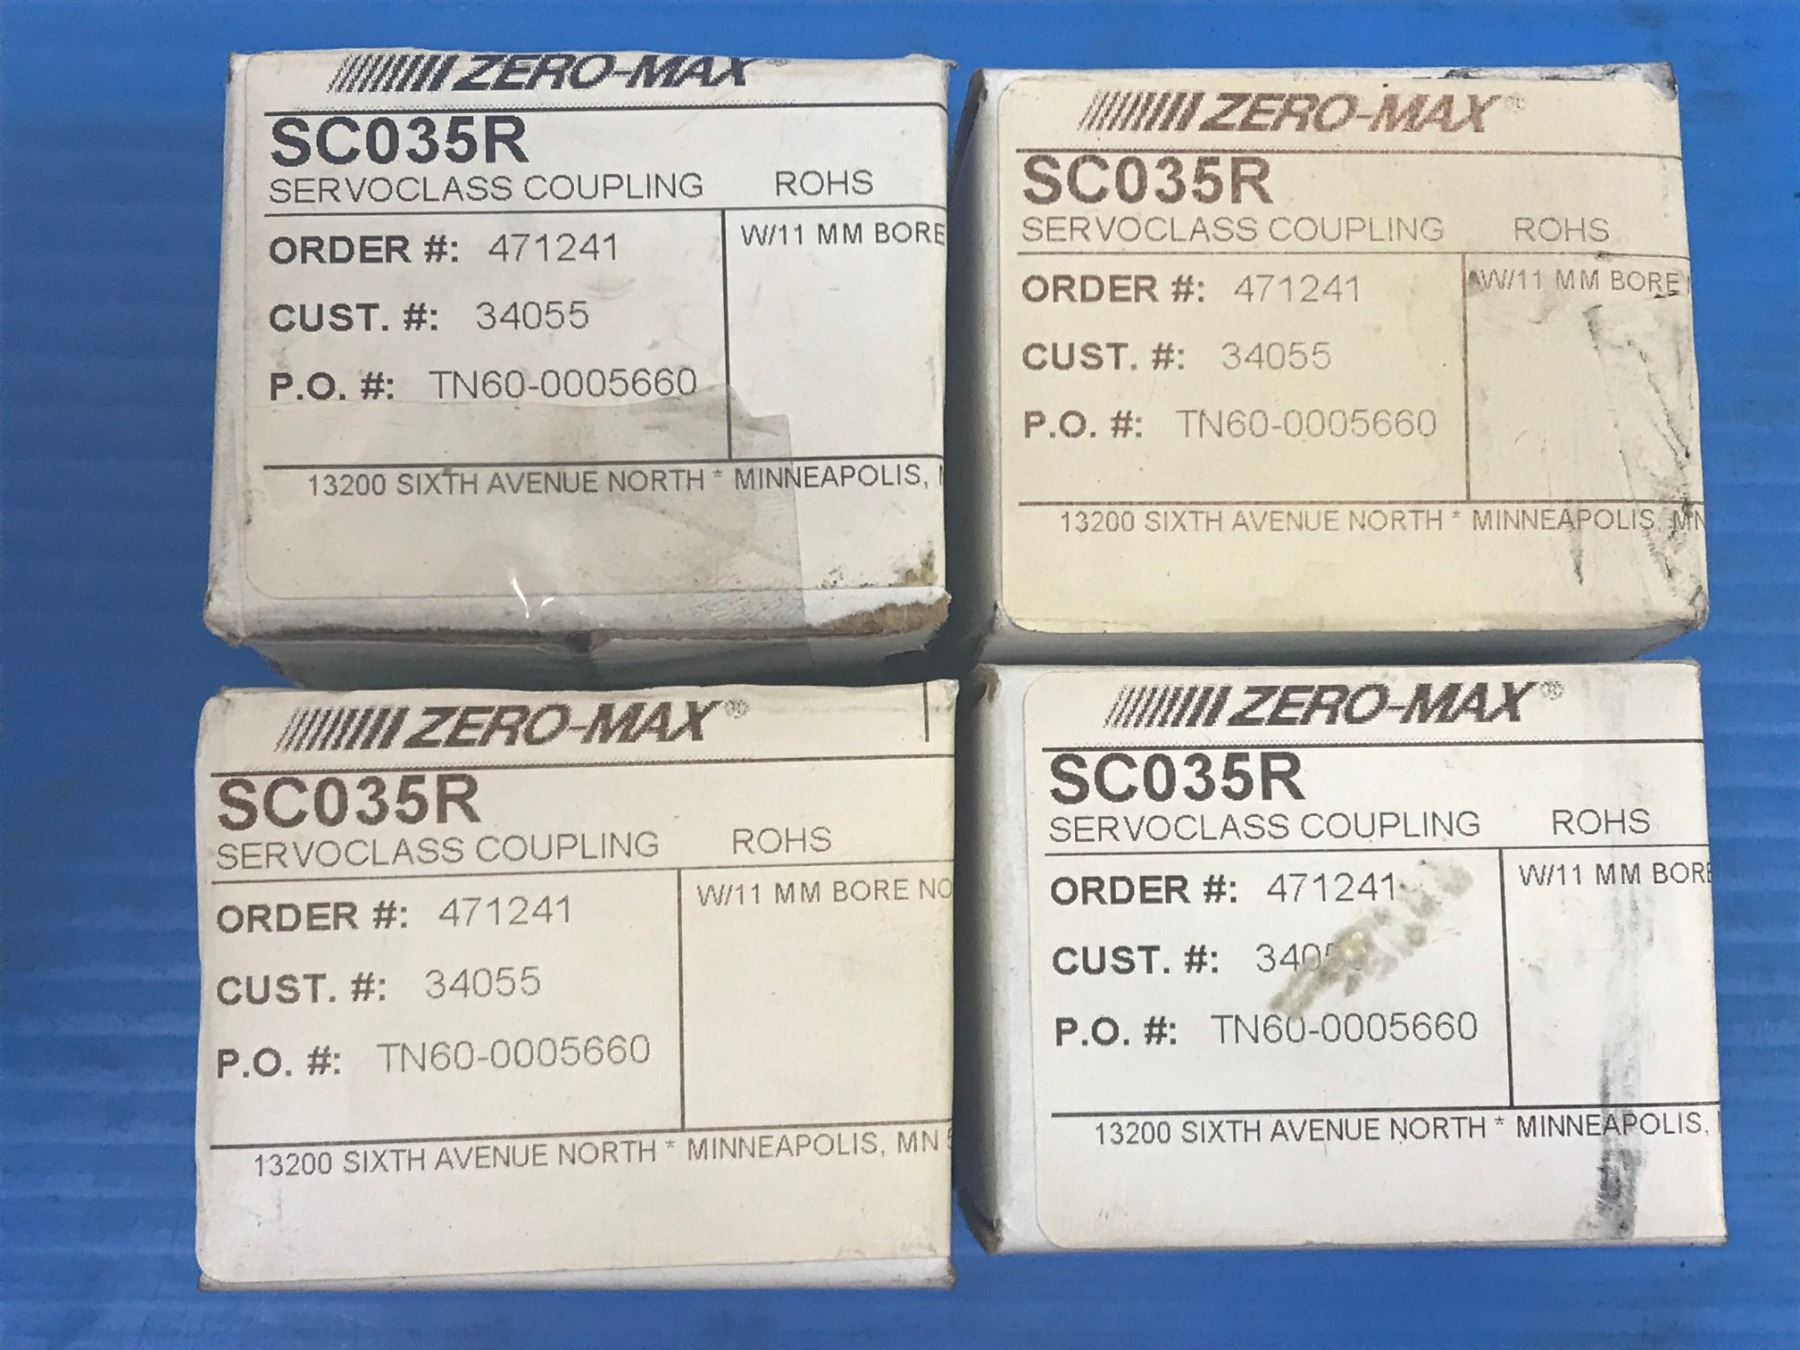 ZERO-MAX
SC035R
SERVOCLASS COUPLING ROHS
ORDER #: 471241 W/11 MM BORE
CUST. #: 34055
P.O. #: TN60-0005660
13200 SIXTH AVENUE NORTH * MINNEAPOLIS,
ZERO-MAX®
SC035R
SERVOCLASS COUPLING ROHS
ORDER #: 471241 W/11 MM BORE
CUST. #: 34055
P.O. #: TN60-0005660
13200 SIXTH AVENUE NORTH * MINNEAPOLIS, MN
ZERO-MAX®
SC035R
SERVOCLASS COUPLING ROHS
ORDER #: 471241 W/11 MM BORE NO
CUST. #: 34055
P.O. #: TN60-0005660
13200 SIXTH AVENUE NORTH * MINNEAPOLIS, MN
ZERO-MAX®
SC035R
SERVOCLASS COUPLING ROHS
ORDER #: 471241 W/11 MM BORE
CUST. #:
P.O. #: TN60-0005660
13200 SIXTH AVENUE NORTH * MINNEAPOLIS,